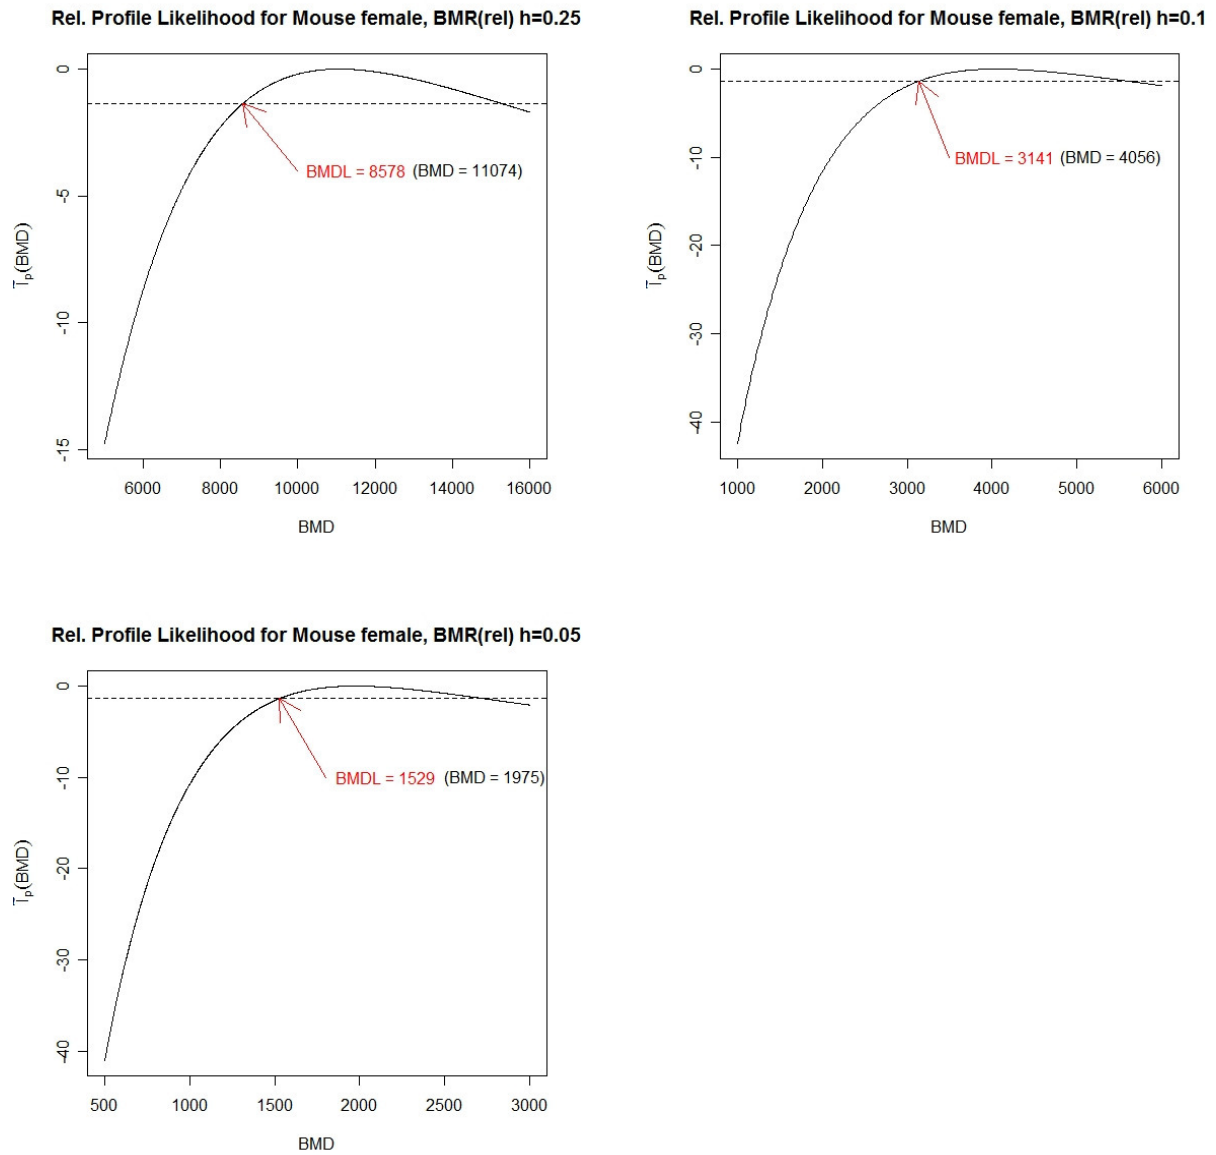 Rel. Profile Likelihood for Mouse female, BMR(rel) h=0.25
0
-5
-10
-15
l̃p(BMD)
BMDL = 8578 (BMD = 11074)
6000 8000 10000 12000 14000 16000
BMD
Rel. Profile Likelihood for Mouse female, BMR(rel) h=0.1
0
-10
-20
-30
-40
l̃p(BMD)
BMDL = 3141 (BMD = 4056)
1000 2000 3000 4000 5000 6000
BMD
Rel. Profile Likelihood for Mouse female, BMR(rel) h=0.05
0
-10
-20
-30
-40
l̃p(BMD)
BMDL = 1529 (BMD = 1975)
500 1000 1500 2000 2500 3000
BMD